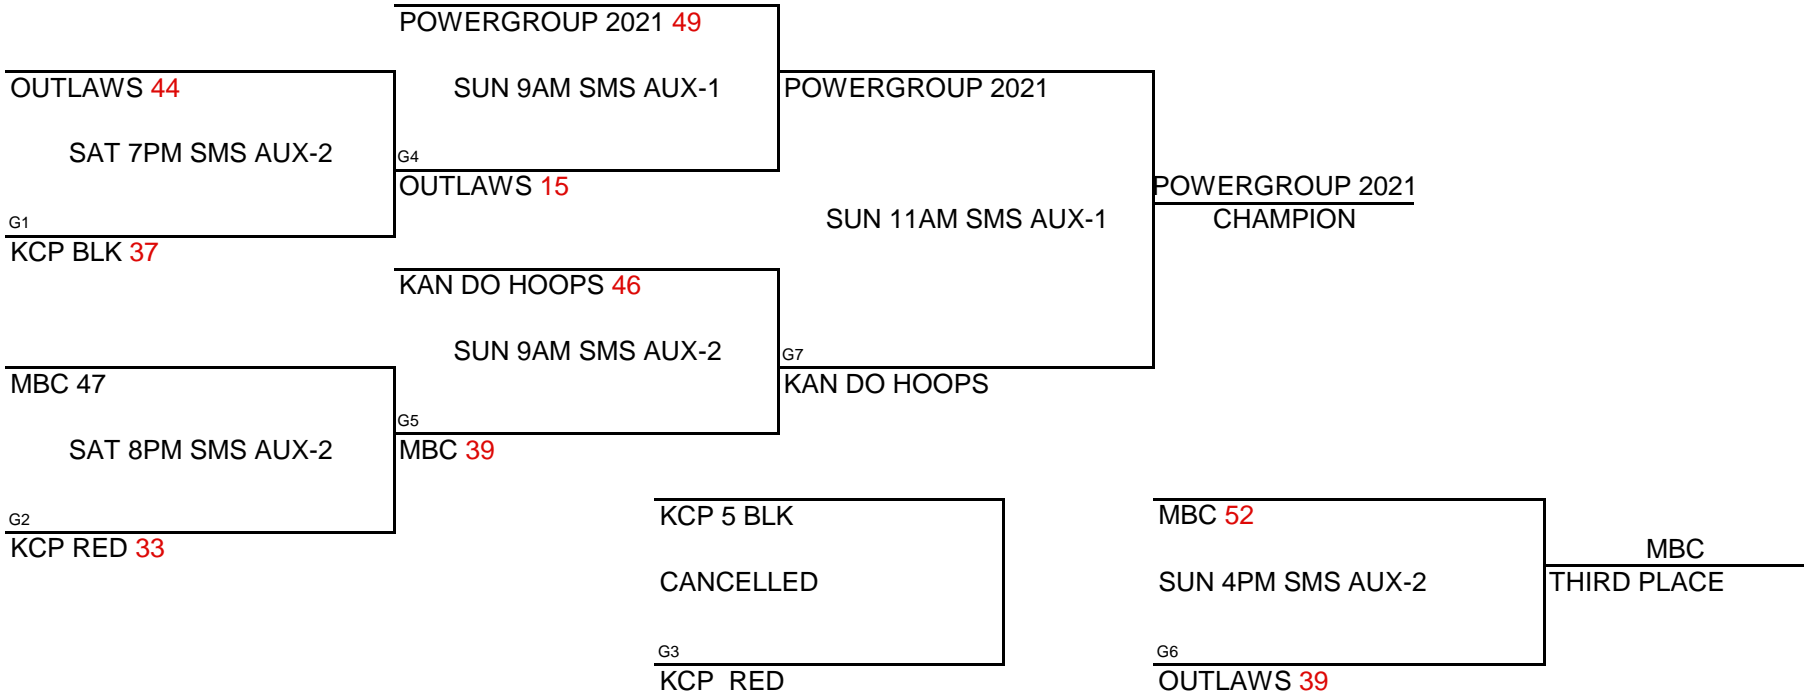 POWERGROUP 2021 49
OUTLAWS 44
SUN 9AM SMS AUX-1
POWERGROUP 2021
SAT 7PM SMS AUX-2
G4
OUTLAWS 15
POWERGROUP 2021
G1
SUN 11AM SMS AUX-1
CHAMPION
KCP BLK 37
KAN DO HOOPS 46
SUN 9AM SMS AUX-2
G7
MBC 47
KAN DO HOOPS
G5
SAT 8PM SMS AUX-2
MBC 39
G2
KCP 5 BLK
MBC 52
KCP RED 33
MBC
CANCELLED
SUN 4PM SMS AUX-2
THIRD PLACE
G3
G6
KCP  RED
OUTLAWS 39